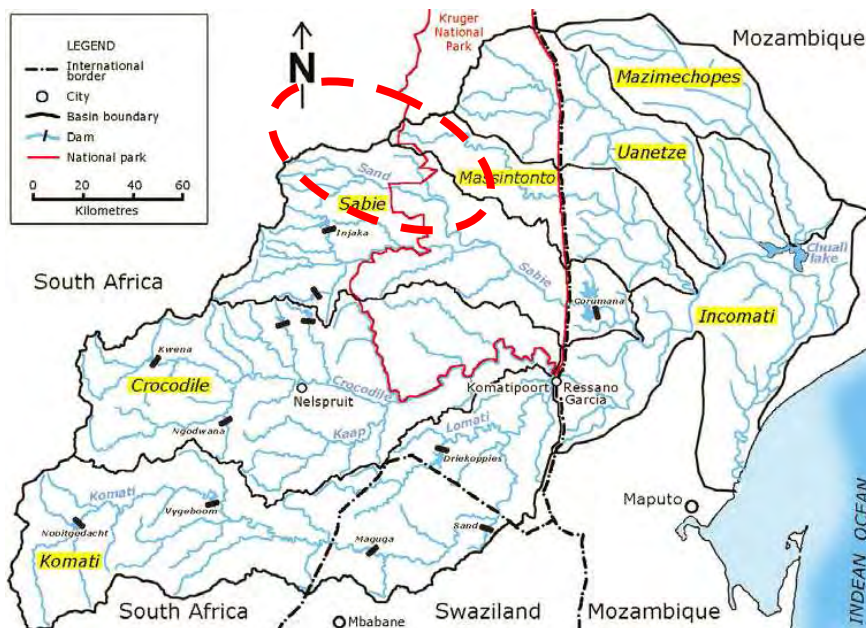 LEGEND
International
border
City
Basin boundary
Dam
National park
0 20 40 60
Kilometres
N
Kruger
National
Park
Mozambique
Mazimechopes
Uanetze
Massintonto
Sand
Sabie
Injaka
Sabie
Chuali
lake
South Africa
Corumana
Incomati
Kwena
Crocodile
Nelspruit
Crocodile
Komatipoort
Ressano
Garcia
Ngodwana
Kaap
Lomati
Driekoppies
Komati
Vygeboom
Nooitgedacht
Maguga
Sand
Maputo
Komati
South Africa
Mbabane
Swaziland
Mozambique
INDEAN OCEAN